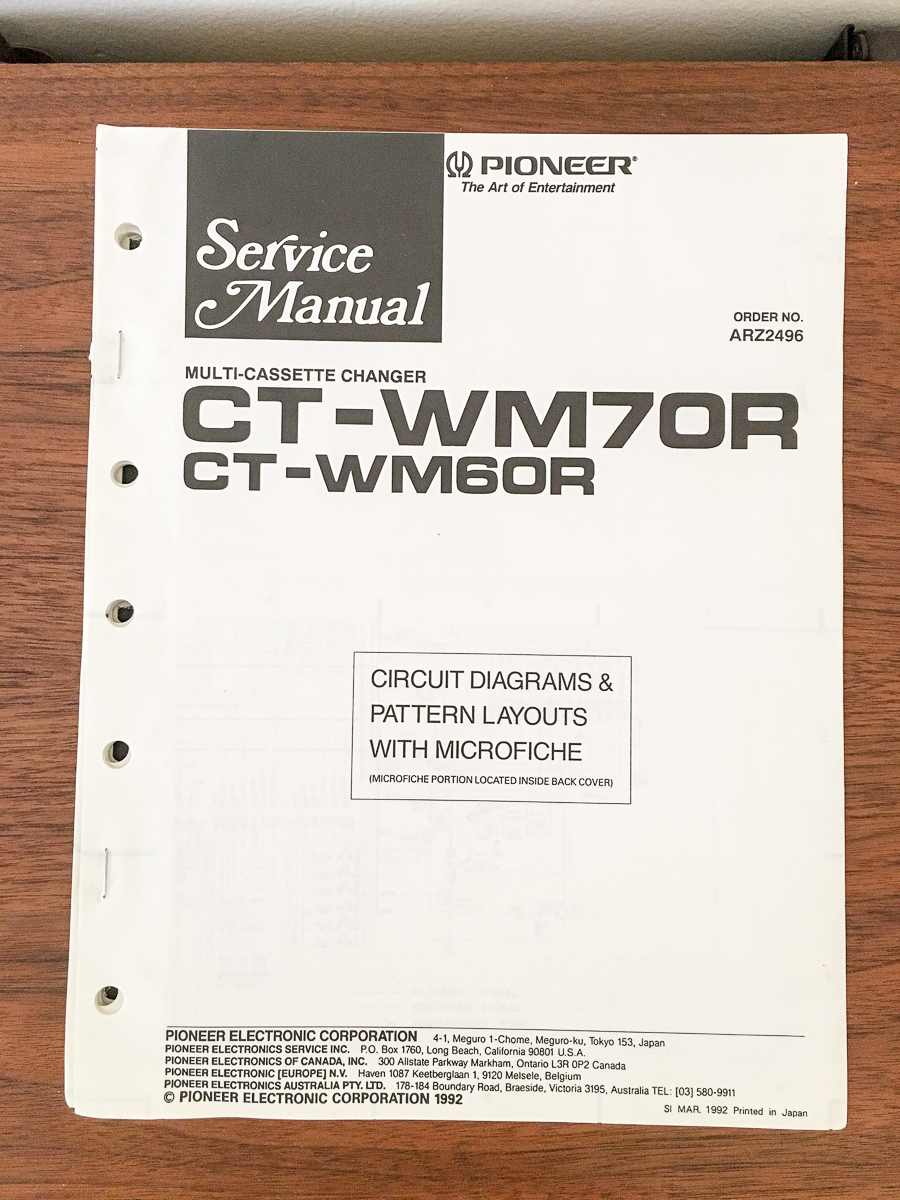 PIONEER®
The Art of Entertainment
Service
Manual
ORDER NO.
ARZ2496
MULTI-CASSETTE CHANGER
CT-WM70R
CT-WM60R
CIRCUIT DIAGRAMS &
PATTERN LAYOUTS
WITH MICROFICHE
(MICROFICHE PORTION LOCATED INSIDE BACK COVER)
PIONEER ELECTRONIC CORPORATION 4-1, Meguro 1-Chome, Meguro-ku, Tokyo 153, Japan
PIONEER ELECTRONICS SERVICE INC. P.O. Box 1760, Long Beach, California 90801 U.S.A.
PIONEER ELECTRONICS OF CANADA, INC. 300 Allstate Parkway Markham, Ontario L3R 0P2 Canada
PIONEER ELECTRONIC [EUROPE] N.V. Haven 1087 Keetberglaan 1, 9120 Melsele, Belgium
PIONEER ELECTRONICS AUSTRALIA PTY. LTD. 178-184 Boundary Road, Braeside, Victoria 3195, Australia TEL: [03] 580-9911
© PIONEER ELECTRONIC CORPORATION 1992
SI MAR. 1992 Printed in Japan